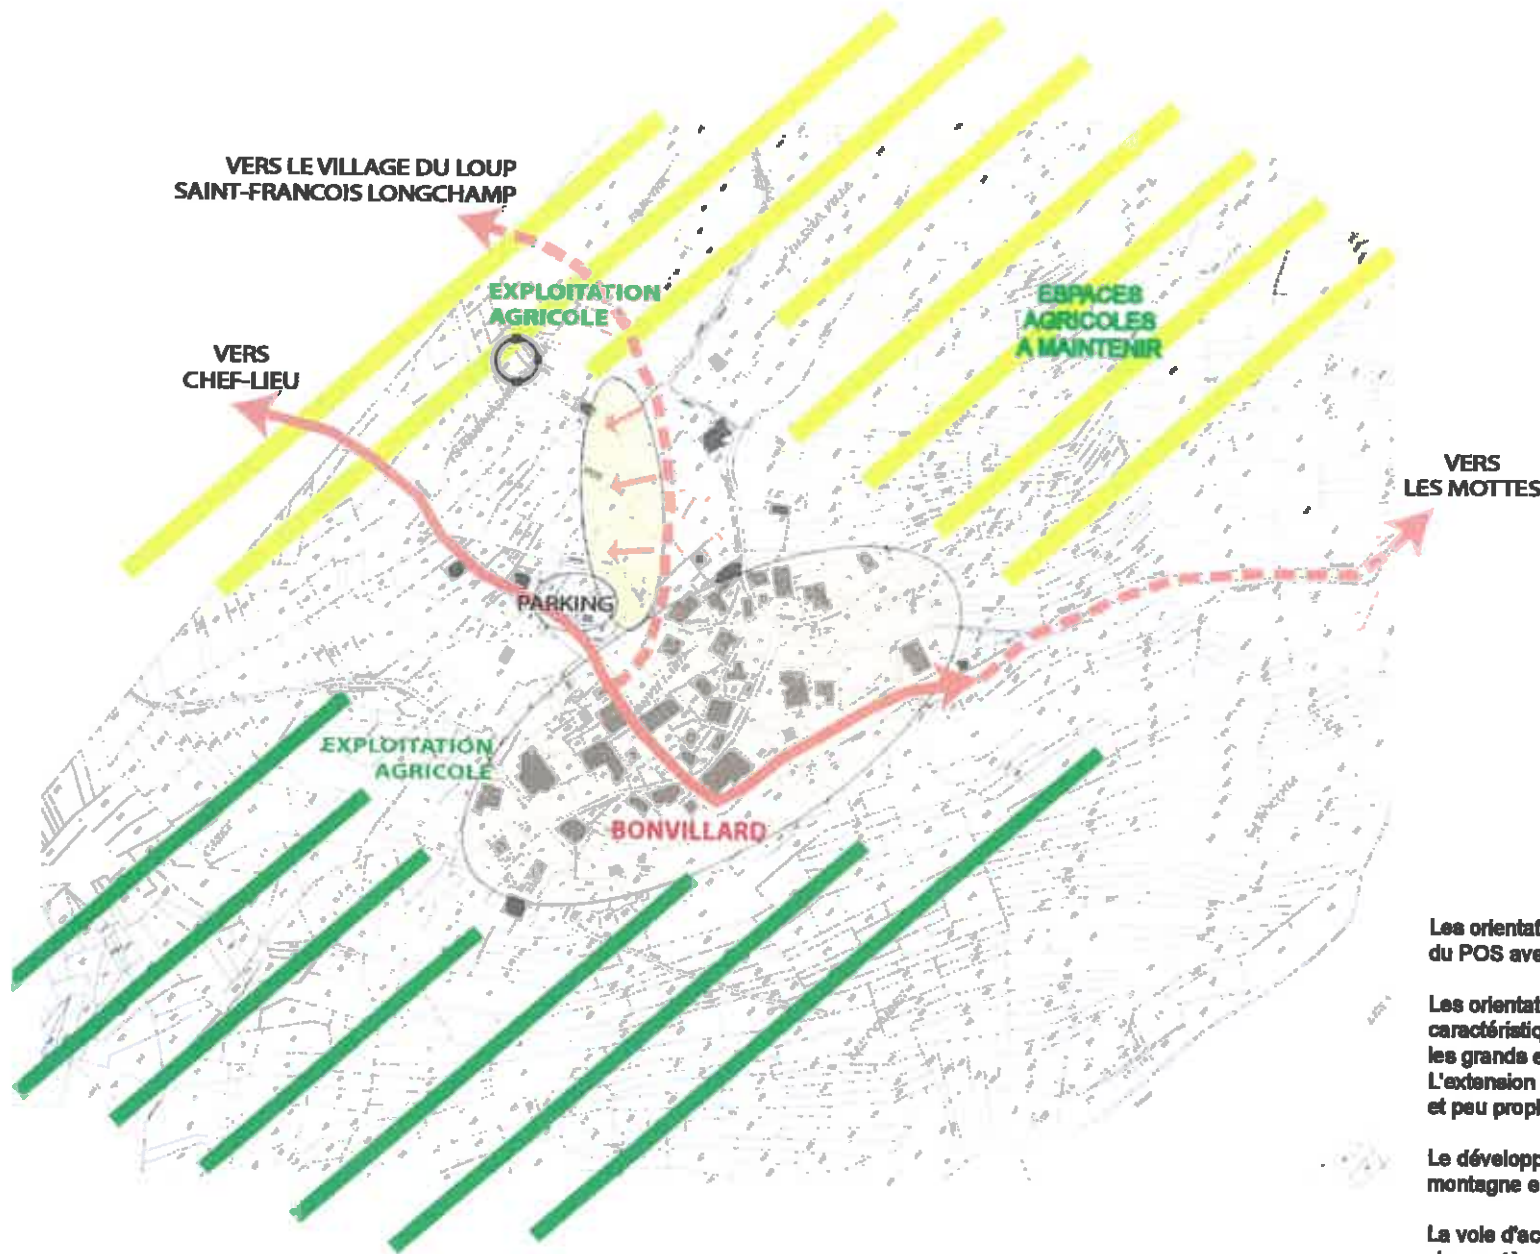 VERS LE VILLAGE DU LOUP
SAINT-FRANCOIS LONGCHAMP
EXPLOITATION
AGRICOLE
ESPACES
AGRICOLES
A MAINTENIR
VERS
CHEF-LIEU
VERS
LES MOTTES
PARKING
EXPLOITATION
AGRICOLE
BONVILLARD
Les orientat
du POS ave
Les orientat
caractéristiq
les grands e
L'extension
et peu prop
Le dévelop
montagne e
La voie d'ac